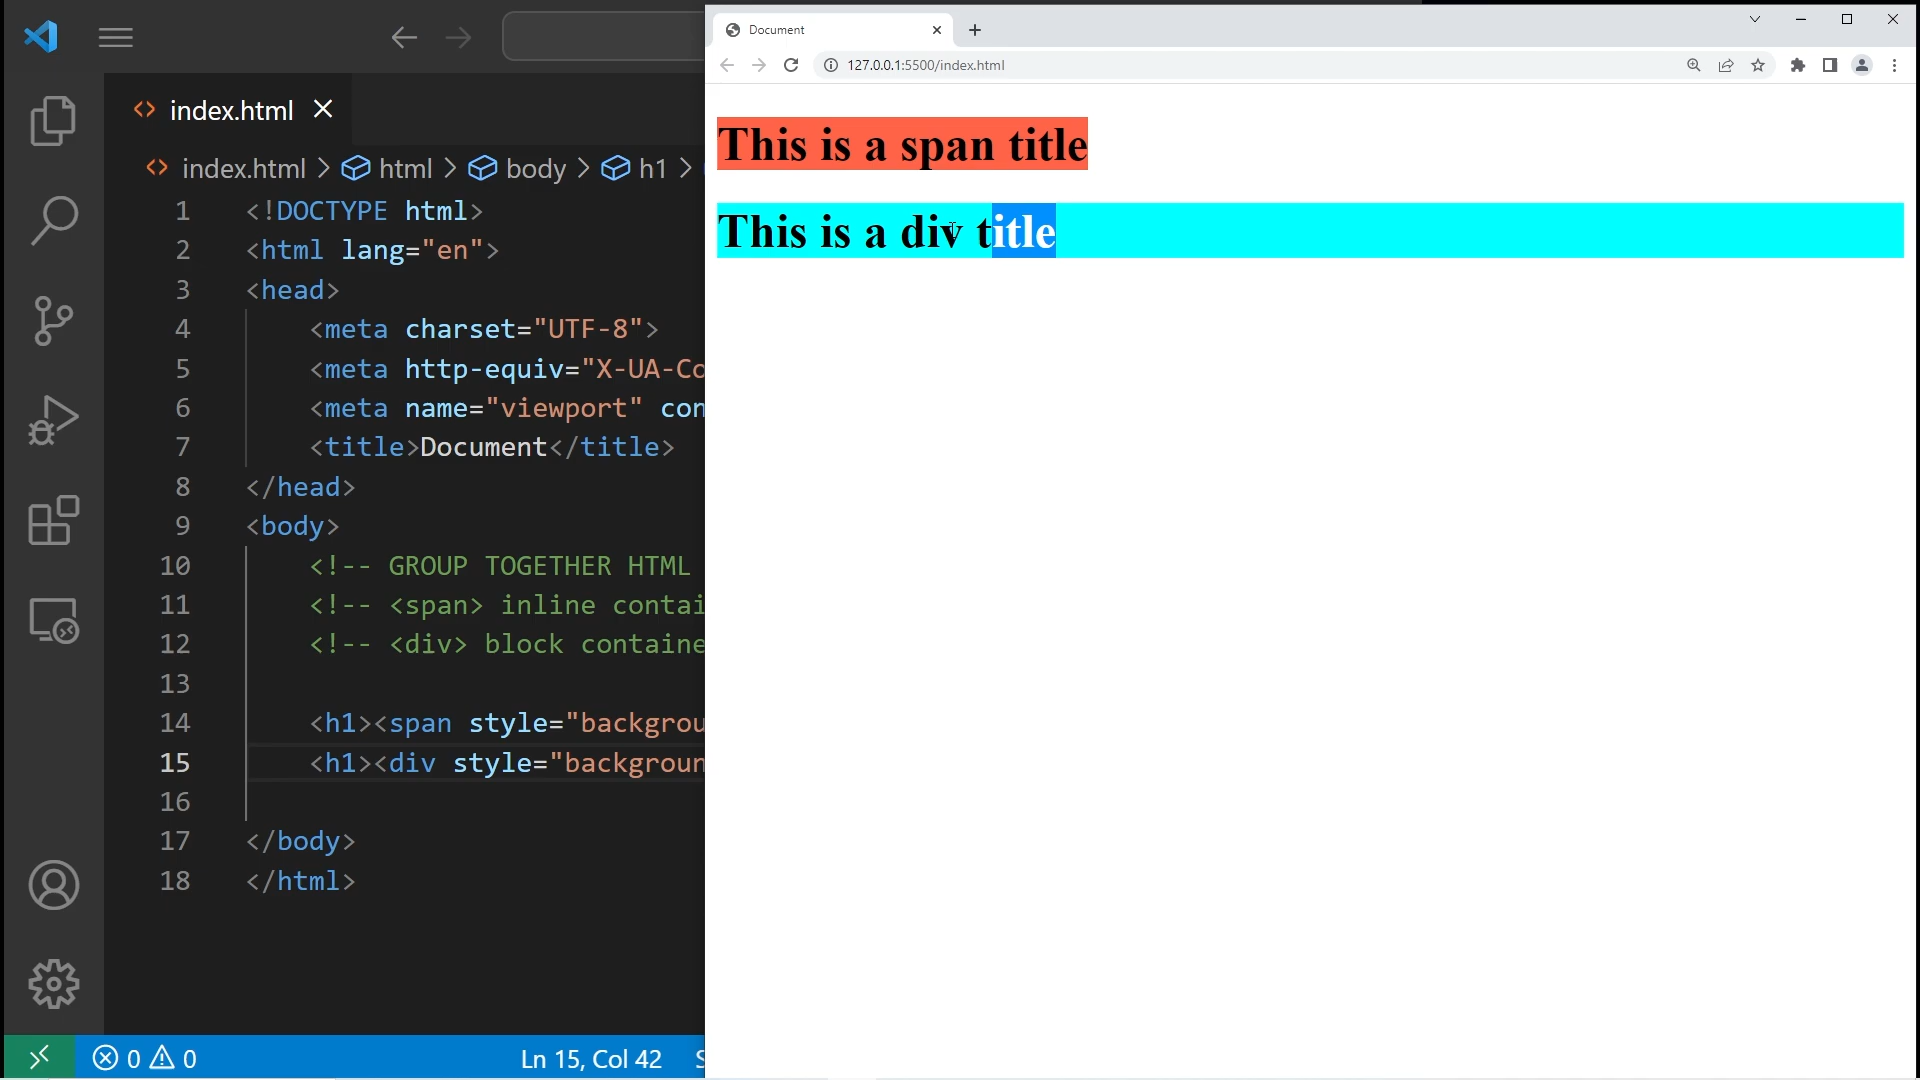 index.html
index.html > html > body > h1 >
1 <!DOCTYPE html>
2 <html lang="en">
3 <head>
4 <meta charset="UTF-8">
5 <meta http-equiv="X-UA-Co
6 <meta name="viewport" con
7 <title>Document</title>
8 </head>
9 <body>
10 <!-- GROUP TOGETHER HTML
11 <!-- <span> inline contai
12 <!-- <div> block containe
13
14 <h1><span style="backgrou
15 <h1><div style="backgroun
16
17 </body>
18 </html>
0 0 Ln 15, Col 42 S
Document
127.0.0.1:5500/index.html
This is a span title
This is a div title